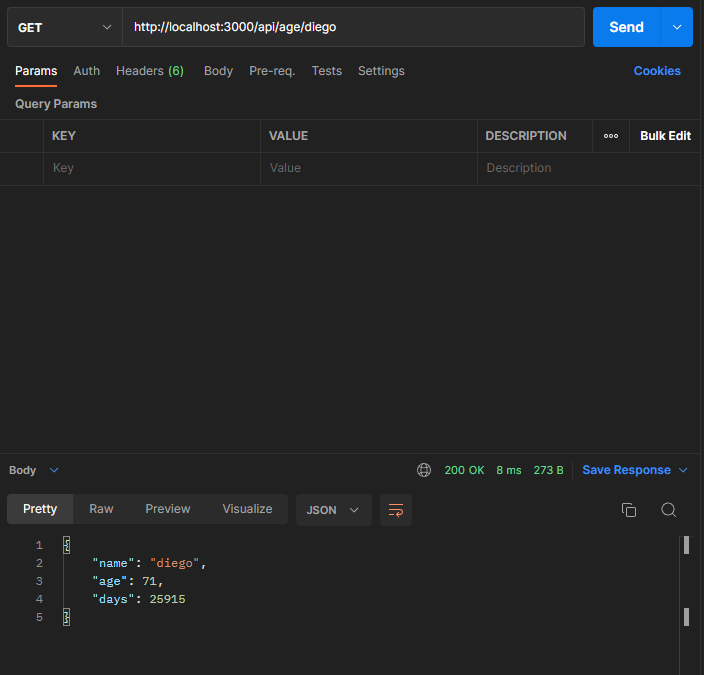 GET http://localhost:3000/api/age/diego Send
Params Auth Headers (6) Body Pre-req. Tests Settings Cookies
Query Params
KEY VALUE DESCRIPTION Bulk Edit
Key Value Description
Body 200 OK 8 ms 273 B Save Response
Pretty Raw Preview Visualize JSON
1 {
2 "name": "diego",
3 "age": 71,
4 "days": 25915
5 }